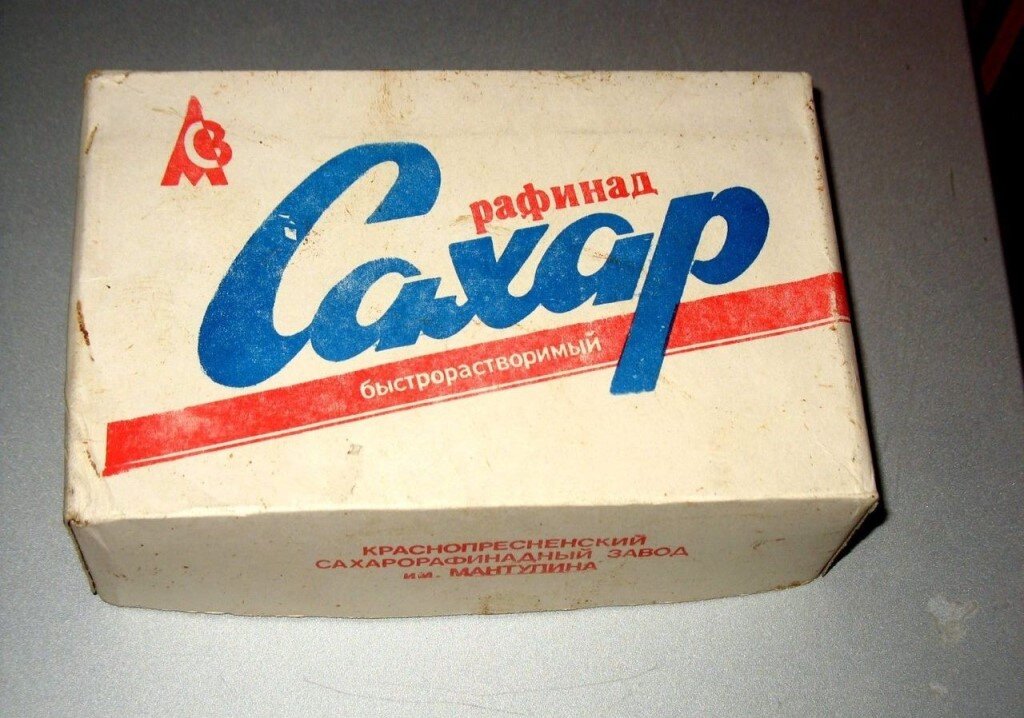 рафинад
Сахар
быстрорастворимый
КРАСНОПРЕСНЕНСКИЙ
САХАРОРАФИНАДНЫЙ ЗАВОД
им. МАНТУЛИНА